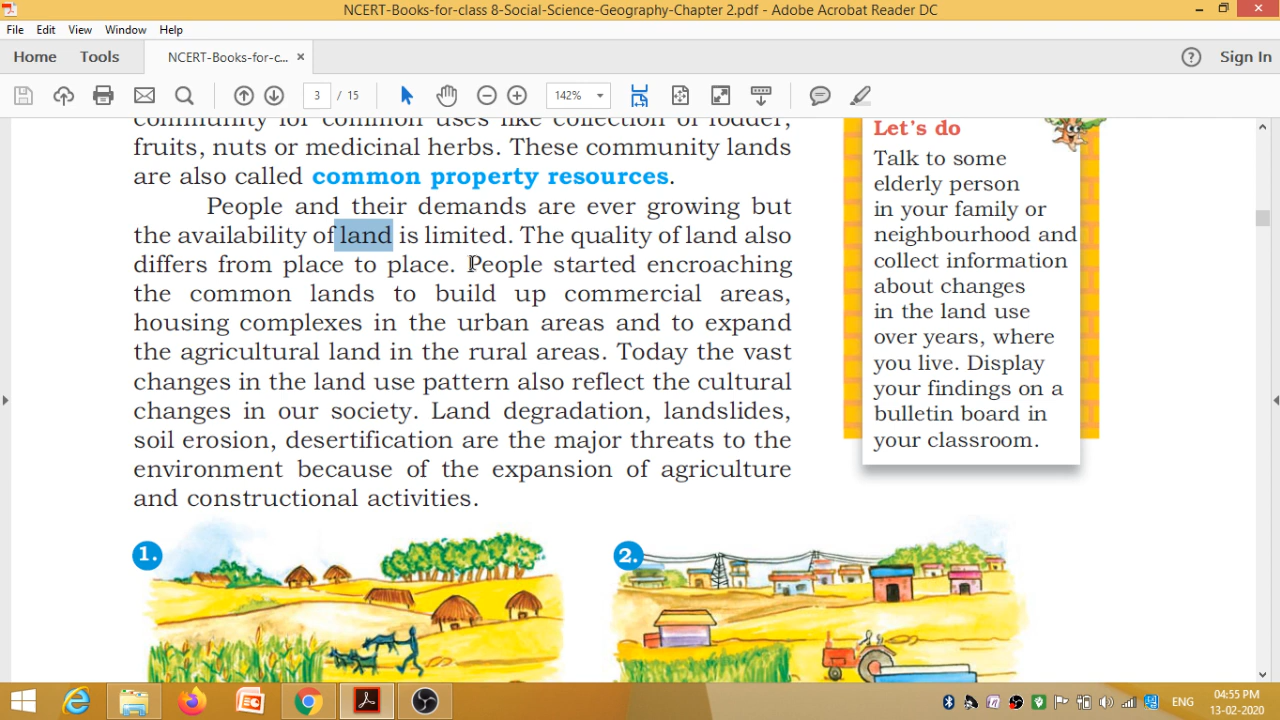 NCERT-Books-for-class 8-Social-Science-Geography-Chapter 2.pdf - Adobe Acrobat Reader DC
File Edit View Window Help
Home Tools NCERT-Books-for-c... × Sign In
3 / 15 142%
community for common uses like collection of fodder,
fruits, nuts or medicinal herbs. These community lands
are also called common property resources.
People and their demands are ever growing but
the availability of land is limited. The quality of land also
differs from place to place. People started encroaching
the common lands to build up commercial areas,
housing complexes in the urban areas and to expand
the agricultural land in the rural areas. Today the vast
changes in the land use pattern also reflect the cultural
changes in our society. Land degradation, landslides,
soil erosion, desertification are the major threats to the
environment because of the expansion of agriculture
and constructional activities.
Let's do
Talk to some
elderly person
in your family or
neighbourhood and
collect information
about changes
in the land use
over years, where
you live. Display
your findings on a
bulletin board in
your classroom.
1.
2.
ENG
04:55 PM
13-02-2020